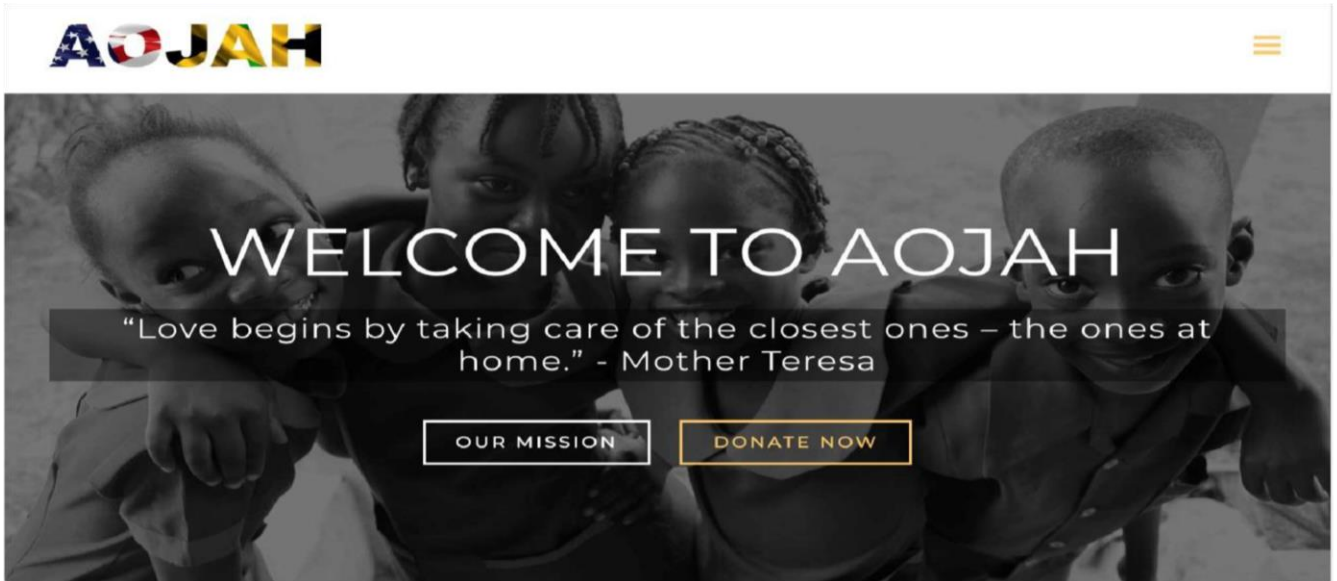 AOJAH
WELCOME TO AOJAH
“Love begins by taking care of the closest ones – the ones at
home.” - Mother Teresa
OUR MISSION
DONATE NOW